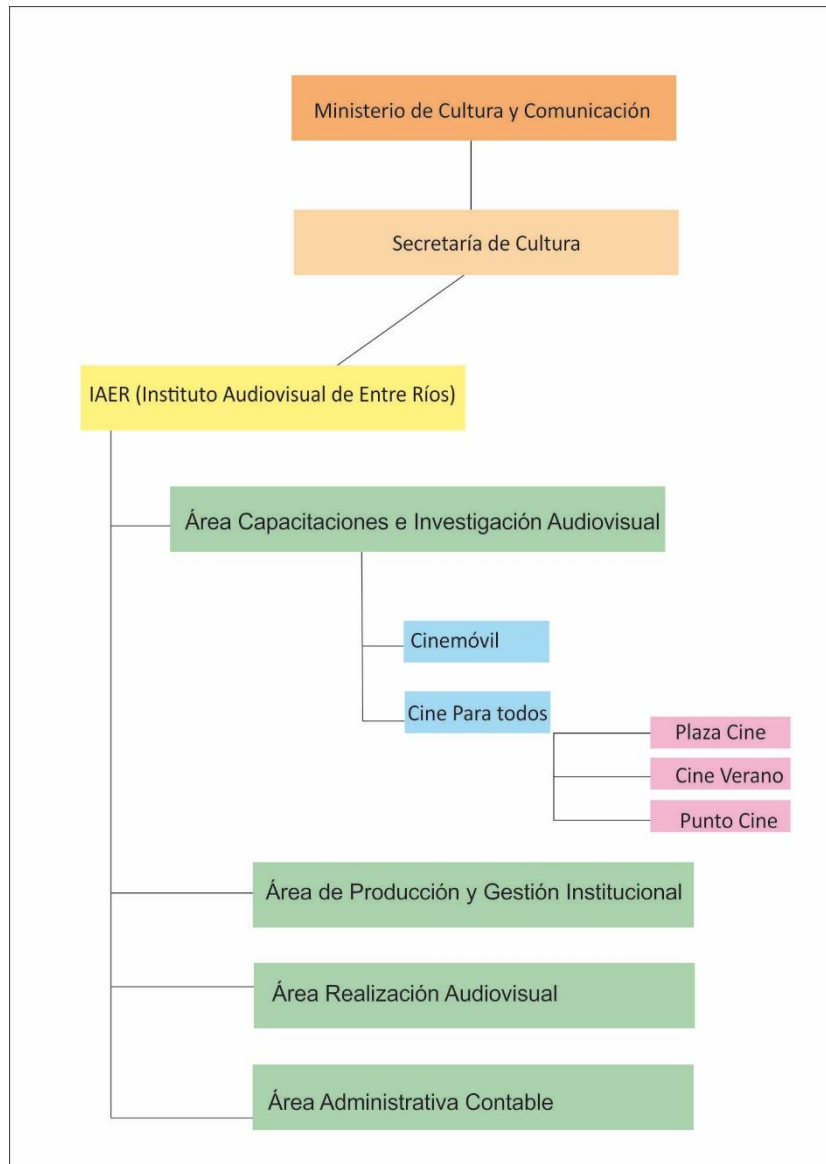 Ministerio de Cultura y Comunicación
Secretaría de Cultura
IAER (Instituto Audiovisual de Entre Ríos)
Área Capacitaciones e Investigación Audiovisual
Cinemóvil
Cine Para todos
Plaza Cine
Cine Verano
Punto Cine
Área de Producción y Gestión Institucional
Área Realización Audiovisual
Área Administrativa Contable